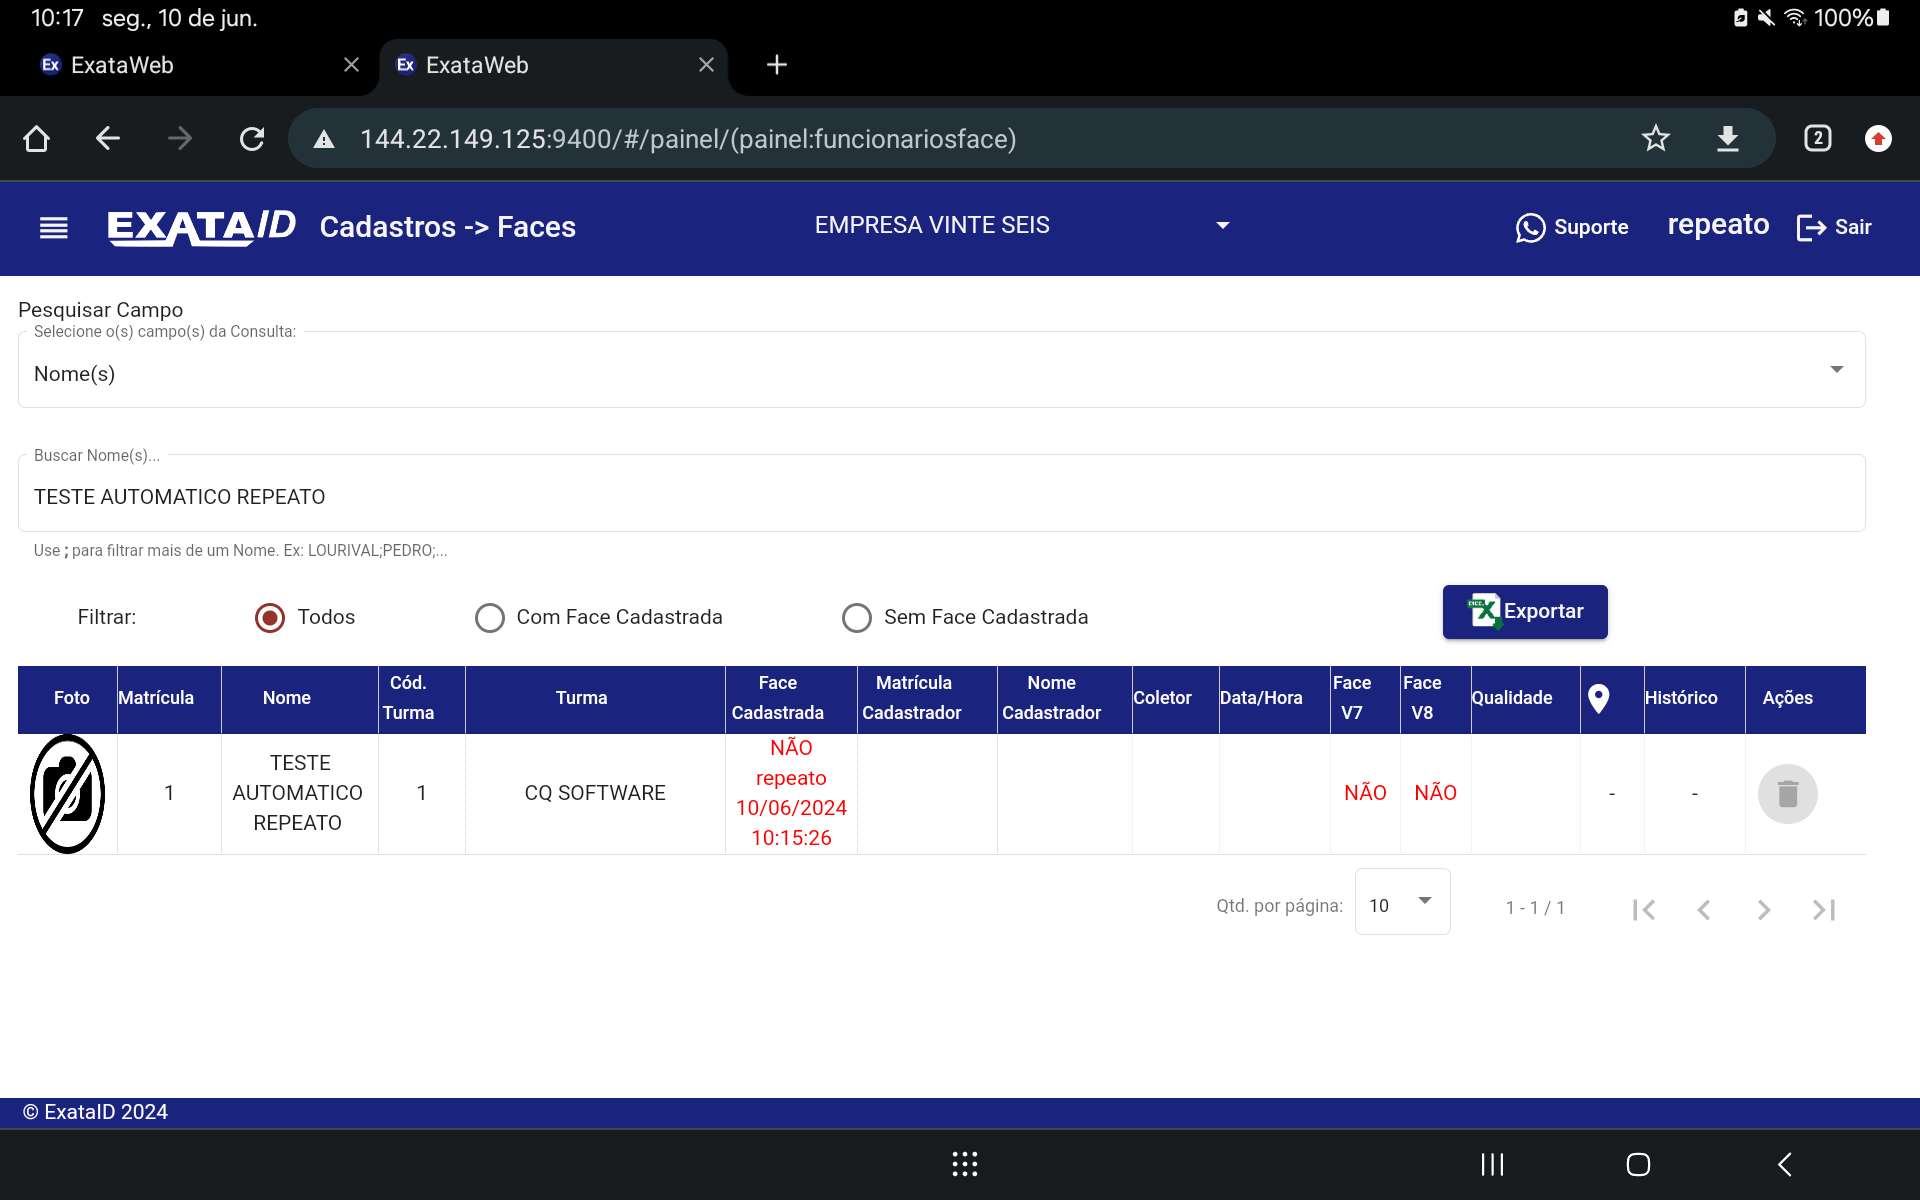 10:17 seg., 10 de jun. 100%
Ex ExataWeb Ex ExataWeb
144.22.149.125:9400/#/painel/(painel:funcionariosface) 2
EXATAID Cadastros -> Faces EMPRESA VINTE SEIS Suporte repeato Sair
Pesquisar Campo
Selecione o(s) campo(s) da Consulta:
Nome(s)
Buscar Nome(s)...
TESTE AUTOMATICO REPEATO
Use ; para filtrar mais de um Nome. Ex: LOURIVAL;PEDRO;...
Filtrar: Todos Com Face Cadastrada Sem Face Cadastrada Exportar
Foto Matrícula Nome Cód. Turma Turma Face Cadastrada Matrícula Cadastrador Nome Cadastrador Coletor Data/Hora Face V7 Face V8 Qualidade Histórico Ações
1 TESTE AUTOMATICO REPEATO 1 CQ SOFTWARE NÃO repeato 10/06/2024 10:15:26 NÃO NÃO - -
Qtd. por página: 10 1 - 1 / 1
© ExataID 2024